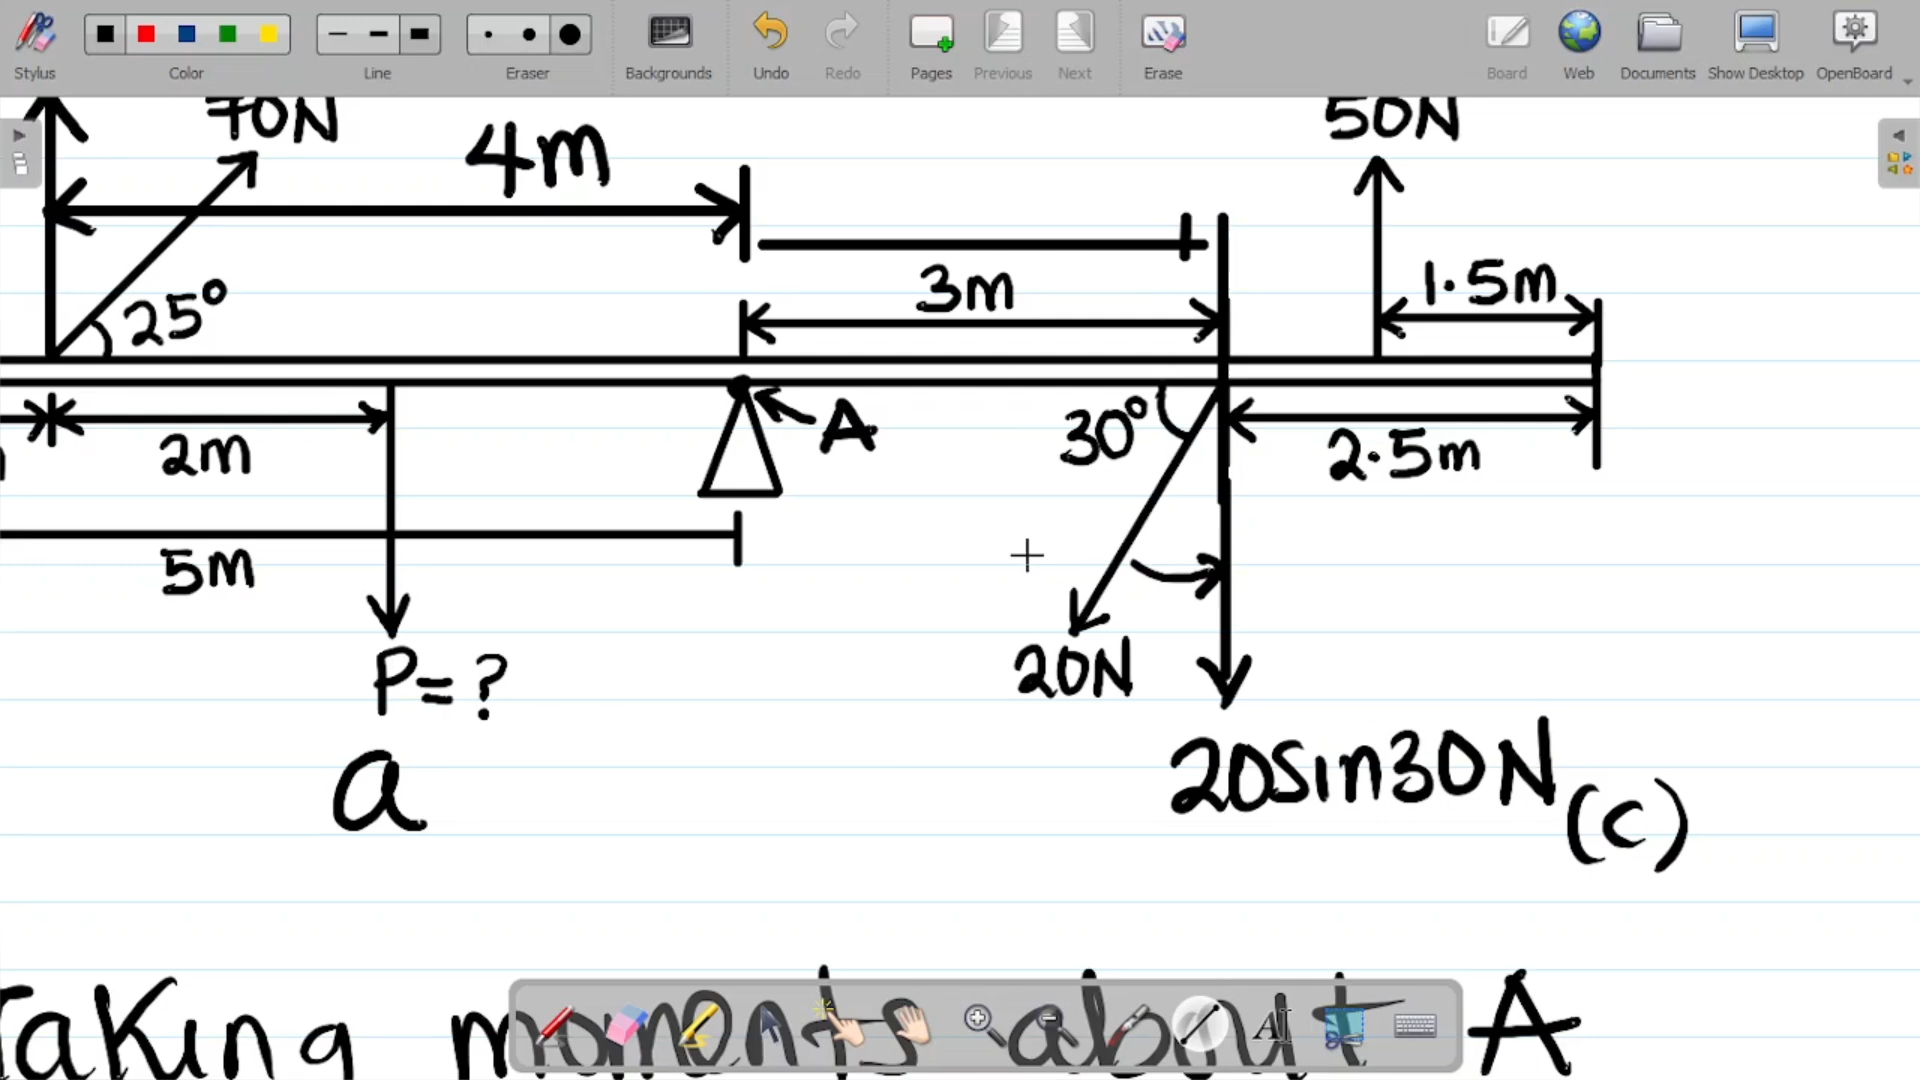 Stylus Color Line Eraser Backgrounds Undo Redo Pages Previous Next Erase Board Web Documents Show Desktop OpenBoard
70N
4m
50N
25°
3m
1.5m
2m
A
30°
2.5m
5m
P=?
20N
20sin30N
(c)
a
Taking moments about A